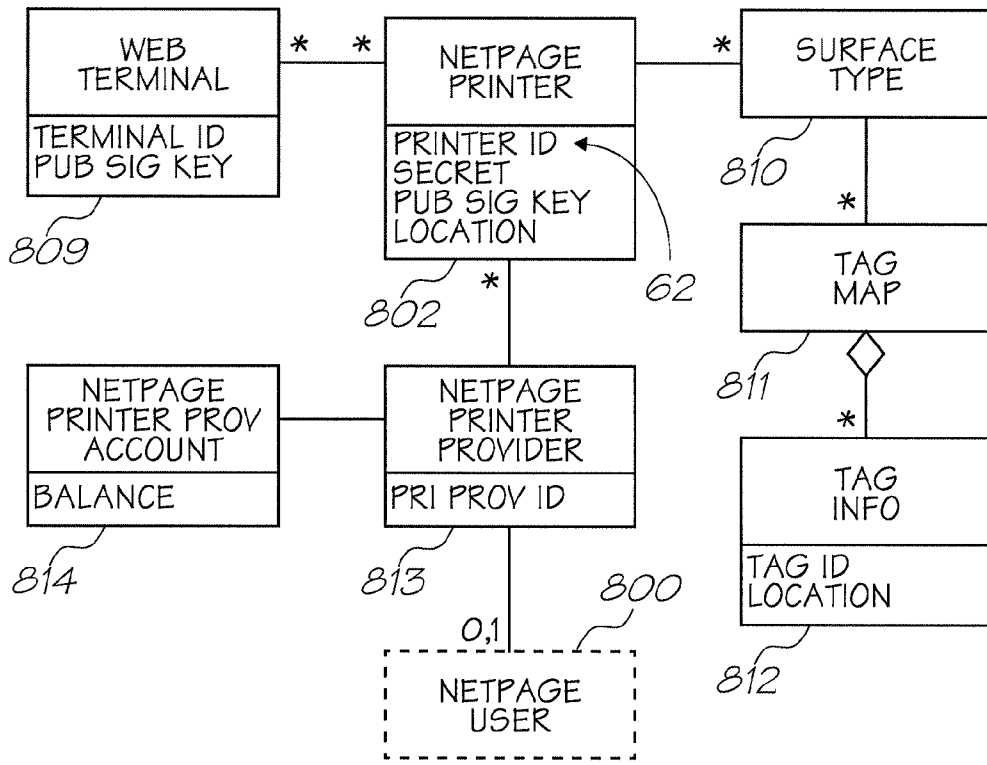 WEB
TERMINAL
TERMINAL ID
PUB SIG KEY
809
*
*
NETPAGE
PRINTER
PRINTER ID
SECRET
PUB SIG KEY
LOCATION
802
62
*
*
SURFACE
TYPE
810
*
TAG
MAP
811
*
TAG
INFO
TAG ID
LOCATION
812
NETPAGE
PRINTER PROV
ACCOUNT
BALANCE
814
NETPAGE
PRINTER
PROVIDER
PRI PROV ID
813
0,1
800
NETPAGE
USER